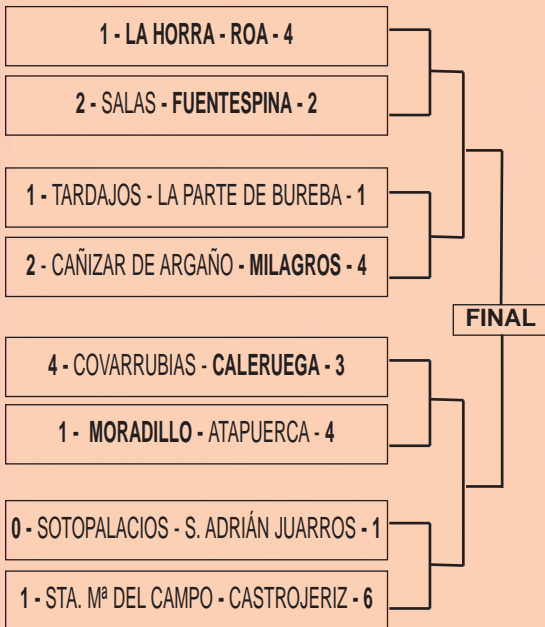 1 - LA HORRA - ROA - 4
2 - SALAS - FUENTESPINA - 2
1 - TARDAJOS - LA PARTE DE BUREBA - 1
2 - CAÑIZAR DE ARGAÑO - MILAGROS - 4
FINAL
4 - COVARRUBIAS - CALERUEGA - 3
1 - MORADILLO - ATAPUERCA - 4
0 - SOTOPALACIOS - S. ADRIÁN JUARROS - 1
1 - STA. Mª DEL CAMPO - CASTROJERIZ - 6